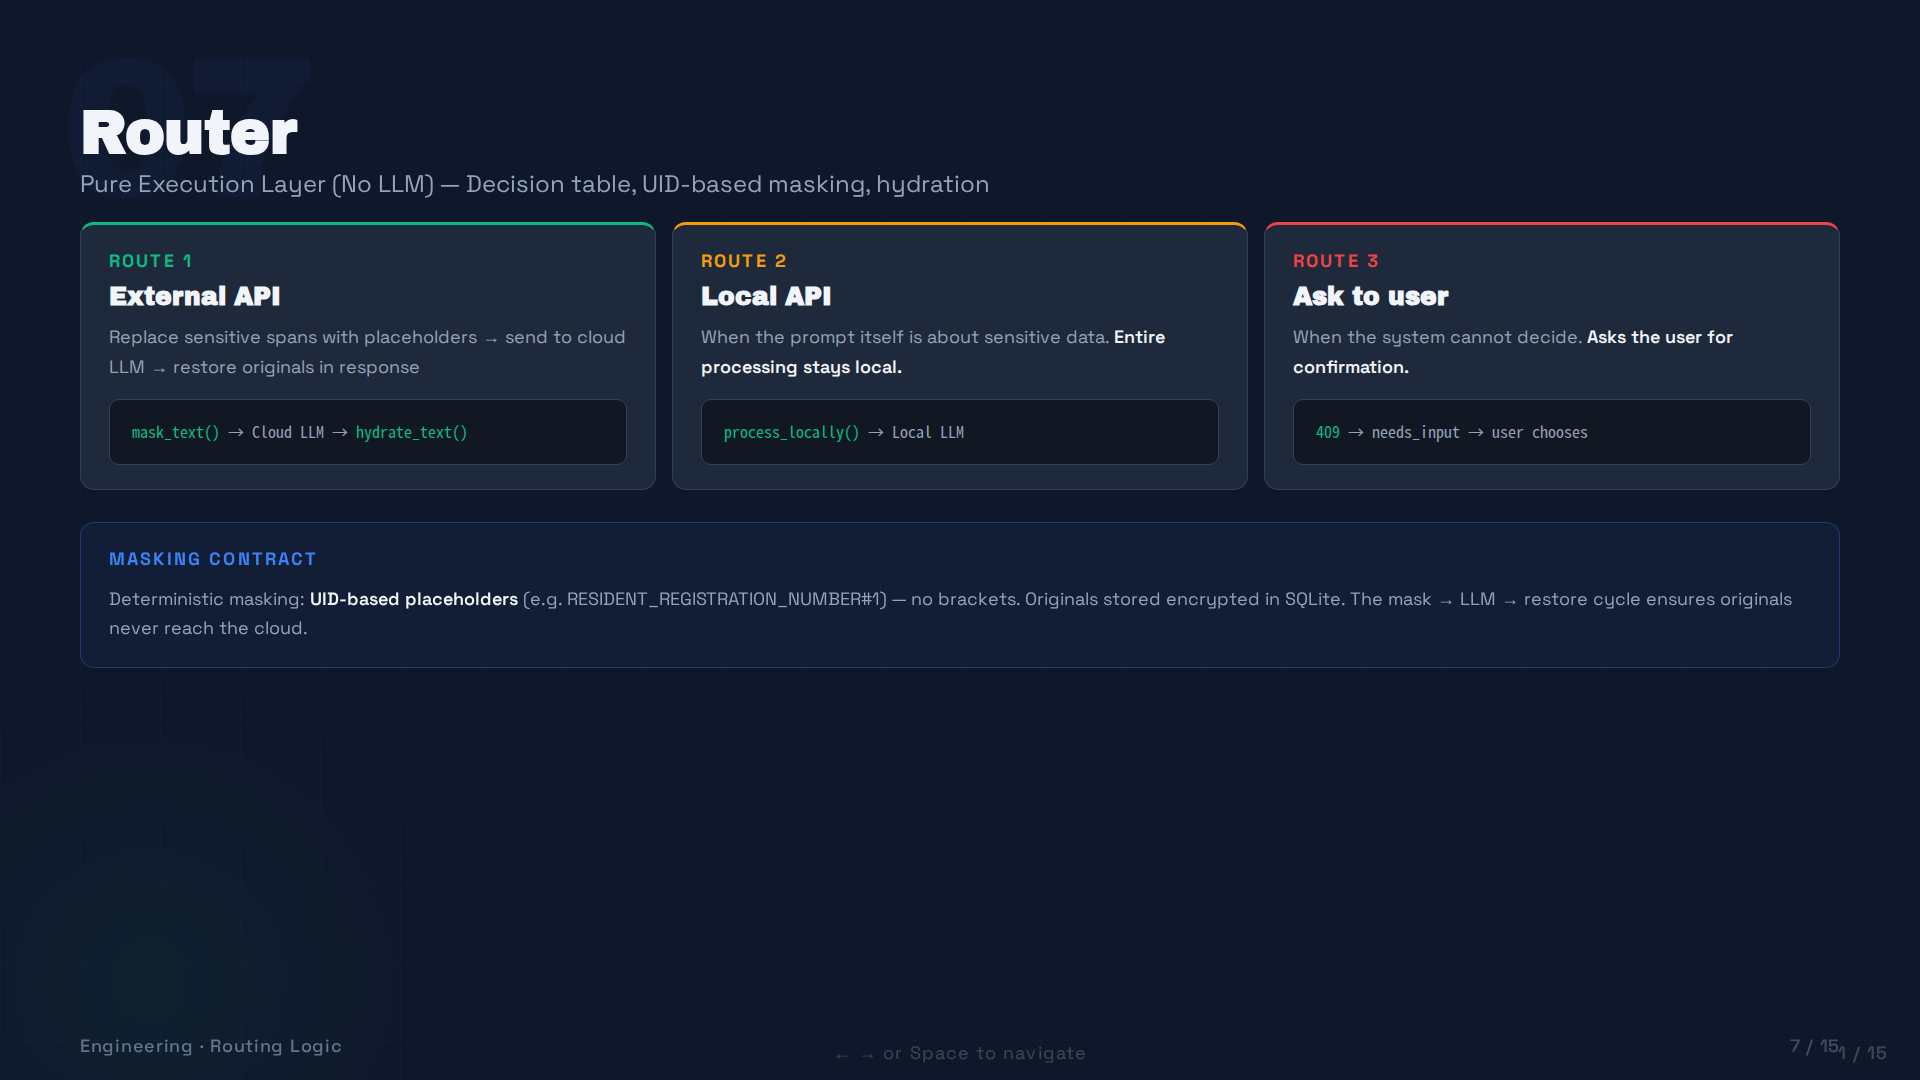 07
Router
Pure Execution Layer (No LLM) — Decision table, UID-based masking, hydration
ROUTE 1
External API
Replace sensitive spans with placeholders → send to cloud
LLM → restore originals in response
mask_text() → Cloud LLM → hydrate_text()
ROUTE 2
Local API
When the prompt itself is about sensitive data. Entire
processing stays local.
process_locally() → Local LLM
ROUTE 3
Ask to user
When the system cannot decide. Asks the user for
confirmation.
409 → needs_input → user chooses
MASKING CONTRACT
Deterministic masking: UID-based placeholders (e.g. RESIDENT_REGISTRATION_NUMBER#1) — no brackets. Originals stored encrypted in SQLite. The mask → LLM → restore cycle ensures originals
never reach the cloud.
Engineering · Routing Logic
← → or Space to navigate
7 / 15
1 / 15